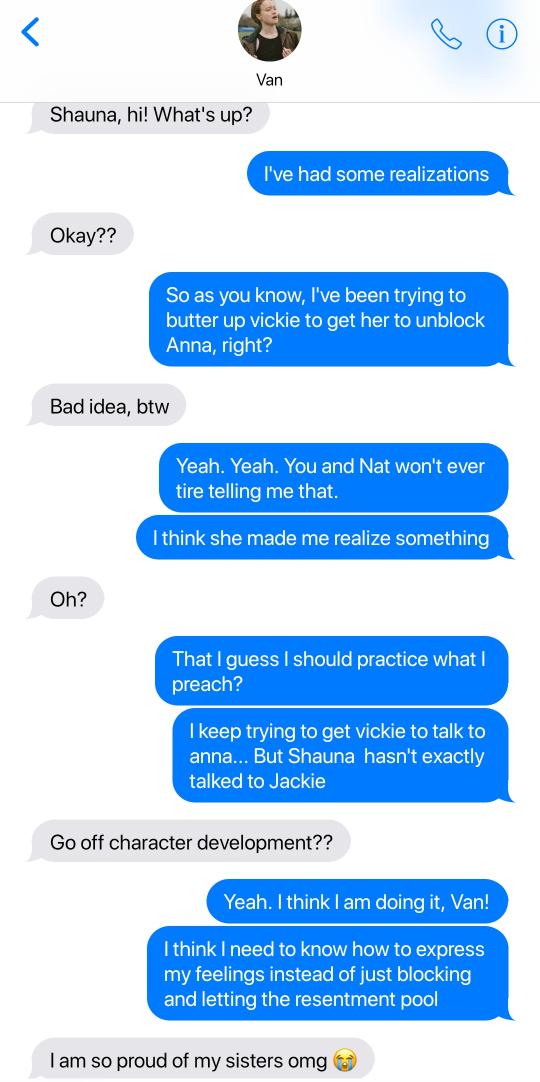 Van
Shauna, hi! What's up?
I've had some realizations
Okay??
So as you know, I've been trying to
butter up vickie to get her to unblock
Anna, right?
Bad idea, btw
Yeah. Yeah. You and Nat won't ever
tire telling me that.
I think she made me realize something
Oh?
That I guess I should practice what I
preach?
I keep trying to get vickie to talk to
anna... But Shauna  hasn't exactly
talked to Jackie
Go off character development??
Yeah. I think I am doing it, Van!
I think I need to know how to express
my feelings instead of just blocking
and letting the resentment pool
I am so proud of my sisters omg 😭